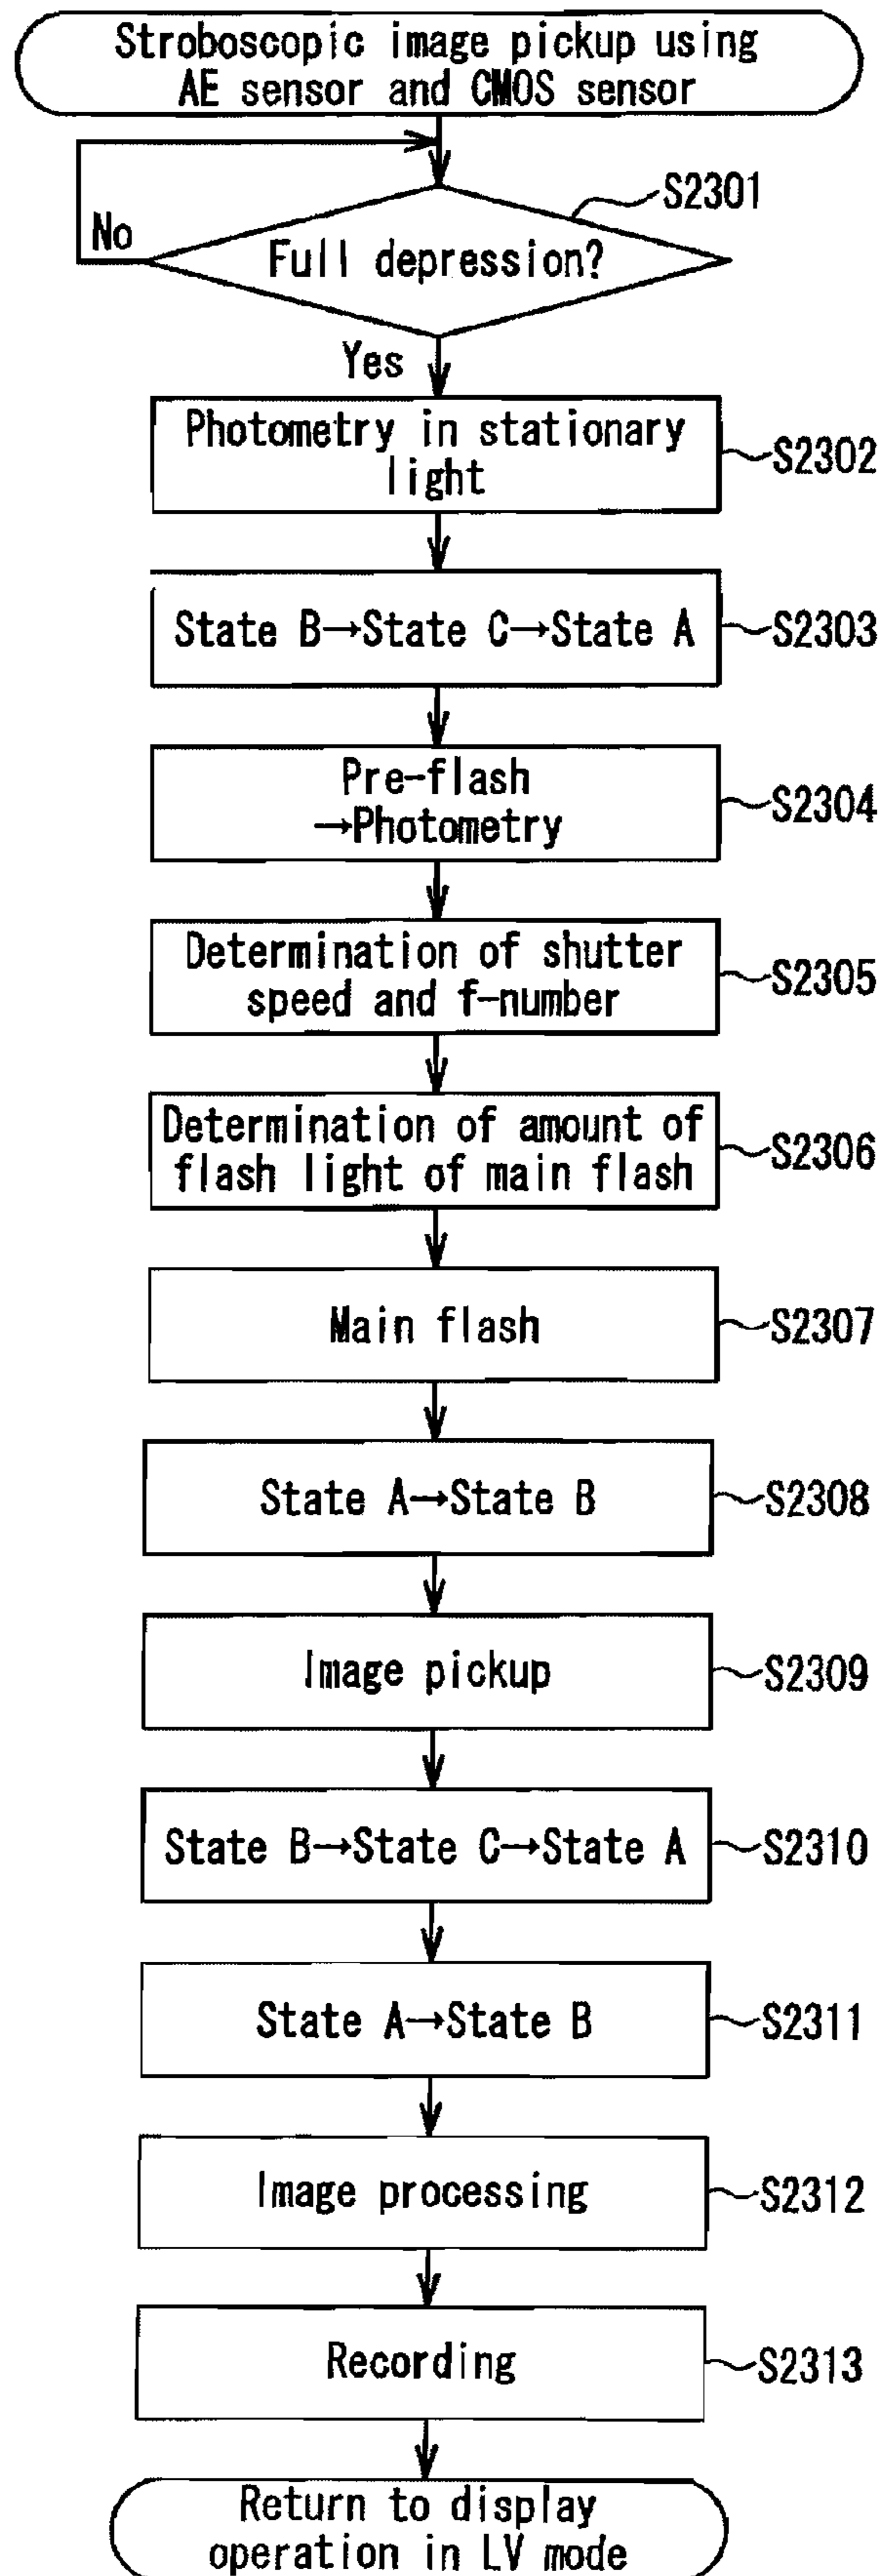 Stroboscopic image pickup using
AE sensor and CMOS sensor
S2301
No
Full depression?
Yes
Photometry in stationary
light
S2302
State B→State C→State A
S2303
Pre-flash
→Photometry
S2304
Determination of shutter
speed and f-number
S2305
Determination of amount of
flash light of main flash
S2306
Main flash
S2307
State A→State B
S2308
Image pickup
S2309
State B→State C→State A
S2310
State A→State B
S2311
Image processing
S2312
Recording
S2313
Return to display
operation in LV mode